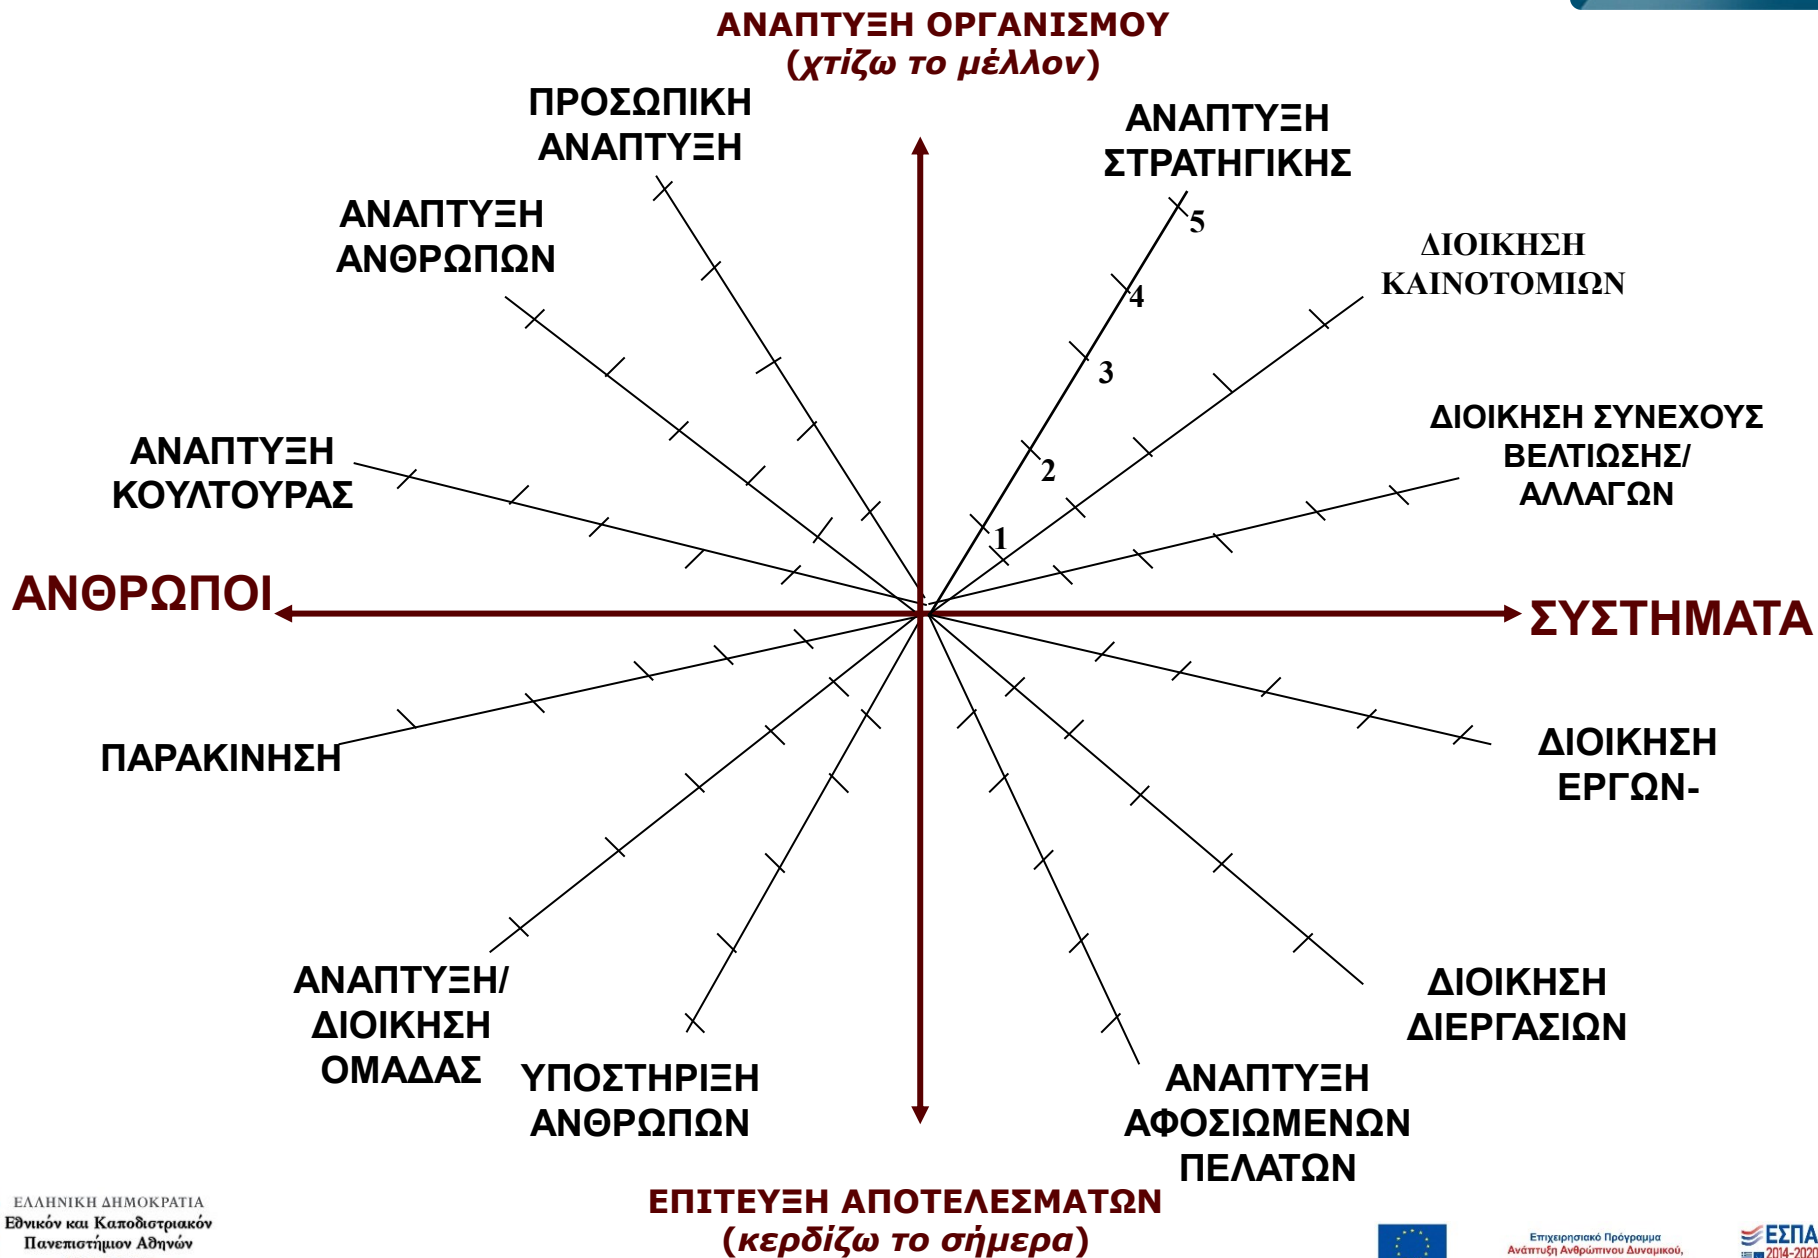 ΑΝΑΠΤΥΞΗ ΟΡΓΑΝΙΣΜΟΥ
(χτίζω το μέλλον)
ΠΡΟΣΩΠΙΚΗ
ΑΝΑΠΤΥΞΗ
ΑΝΑΠΤΥΞΗ
ΣΤΡΑΤΗΓΙΚΗΣ
ΑΝΑΠΤΥΞΗ
ΑΝΘΡΩΠΩΝ
5
ΔΙΟΙΚΗΣΗ
ΚΑΙΝΟΤΟΜΙΩΝ
4
3
ΔΙΟΙΚΗΣΗ ΣΥΝΕΧΟΥΣ
ΒΕΛΤΙΩΣΗΣ/
ΑΛΛΑΓΩΝ
ΑΝΑΠΤΥΞΗ
ΚΟΥΛΤΟΥΡΑΣ
2
1
ΑΝΘΡΩΠΟΙ
ΣΥΣΤΗΜΑΤΑ
ΠΑΡΑΚΙΝΗΣΗ
ΔΙΟΙΚΗΣΗ
ΕΡΓΩΝ-
ΑΝΑΠΤΥΞΗ/
ΔΙΟΙΚΗΣΗ
ΟΜΑΔΑΣ
ΔΙΟΙΚΗΣΗ
ΔΙΕΡΓΑΣΙΩΝ
ΥΠΟΣΤΗΡΙΞΗ
ΑΝΘΡΩΠΩΝ
ΑΝΑΠΤΥΞΗ
ΑΦΟΣΙΩΜΕΝΩΝ
ΠΕΛΑΤΩΝ
ΕΠΙΤΕΥΞΗ ΑΠΟΤΕΛΕΣΜΑΤΩΝ
(κερδίζω το σήμερα)
ΕΛΛΗΝΙΚΗ ΔΗΜΟΚΡΑΤΙΑ
Εθνικόν και Καποδιστριακόν
Πανεπιστήμιον Αθηνών
Επιχειρησιακό Πρόγραμμα
Ανάπτυξη Ανθρώπινου Δυναμικού,
ΕΣΠΑ
2014-2020